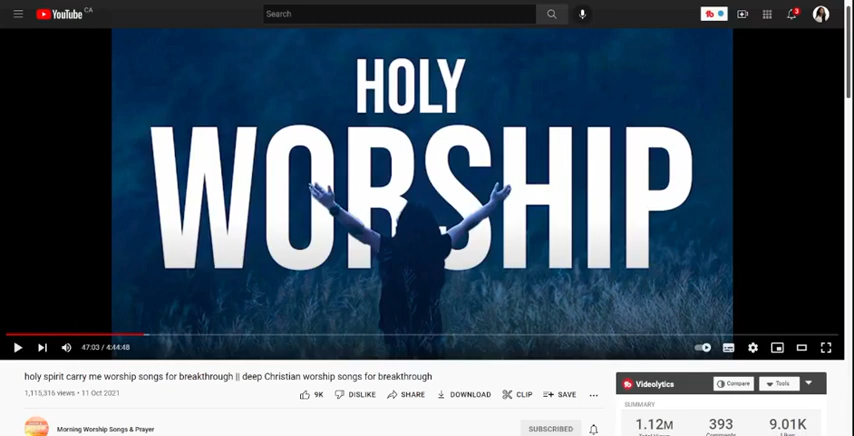 YouTube CA
Search
3
HOLY
WORSHIP
47:03 / 4:44:48
holy spirit carry me worship songs for breakthrough || deep Christian worship songs for breakthrough
1,115,316 views • 11 Oct 2021
9K DISLIKE SHARE DOWNLOAD CLIP SAVE ...
Morning Worship Songs & Prayer
SUBSCRIBED
Videolytics Compare Tools
SUMMARY
1.12M 393 9.01K